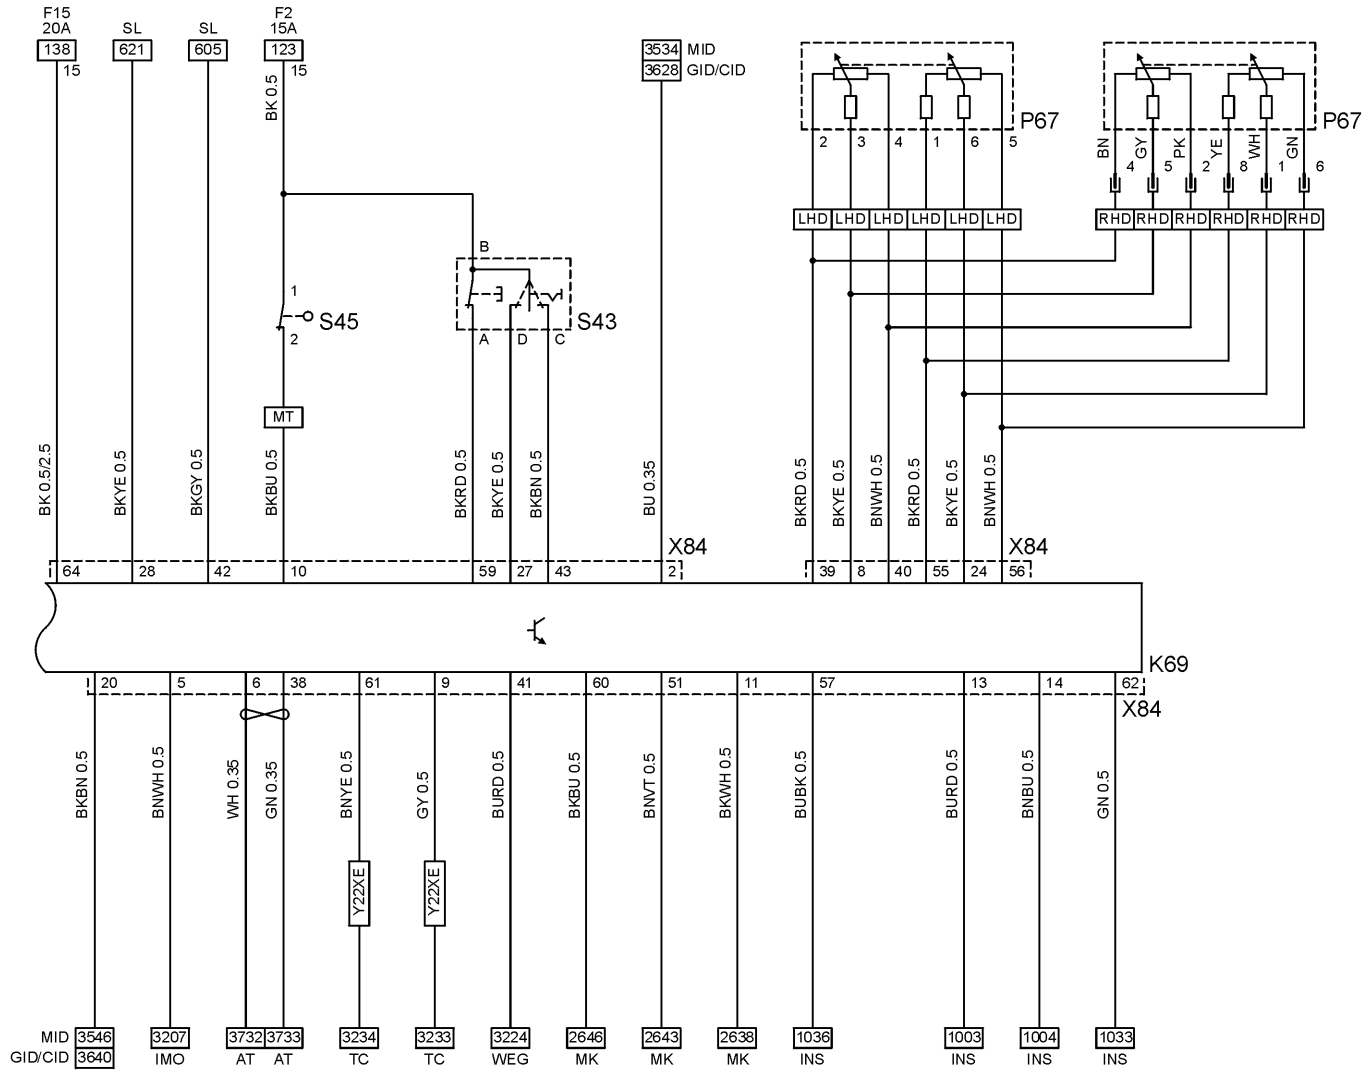 F15
20A
138
15
SL
621
SL
605
F2
15A
123
15
BK 0.5
3534 MID
3628 GID/CID
P67
2 3 4 1 6 5
P67
BN GY PK YE WH GN
4 5 2 8 1 6
LHD LHD LHD LHD LHD LHD
RHD RHD RHD RHD RHD RHD
B
1
S45
2
S43
A D C
MT
BK 0.5/2.5
BKYE 0.5
BKGY 0.5
BKBU 0.5
BKRD 0.5
BKYE 0.5
BKBN 0.5
BU 0.35
BKRD 0.5
BKYE 0.5
BNWH 0.5
BKRD 0.5
BKYE 0.5
BNWH 0.5
X84
X84
64 28 42 10 59 27 43 2 39 8 40 55 24 56
K69
20 5 6 38 61 9 41 60 51 11 57 13 14 62
X84
BKBN 0.5
BNWH 0.5
WH 0.35
GN 0.35
BNYE 0.5
GY 0.5
BURD 0.5
BKBU 0.5
BNVT 0.5
BKWH 0.5
BUBK 0.5
BURD 0.5
BNBU 0.5
GN 0.5
Y22XE
Y22XE
MID 3546 3207 3732 3733 3234 3233 3224 2646 2643 2638 1036 1003 1004 1033
GID/CID 3640 IMO AT AT TC TC WEG MK MK MK INS INS INS INS